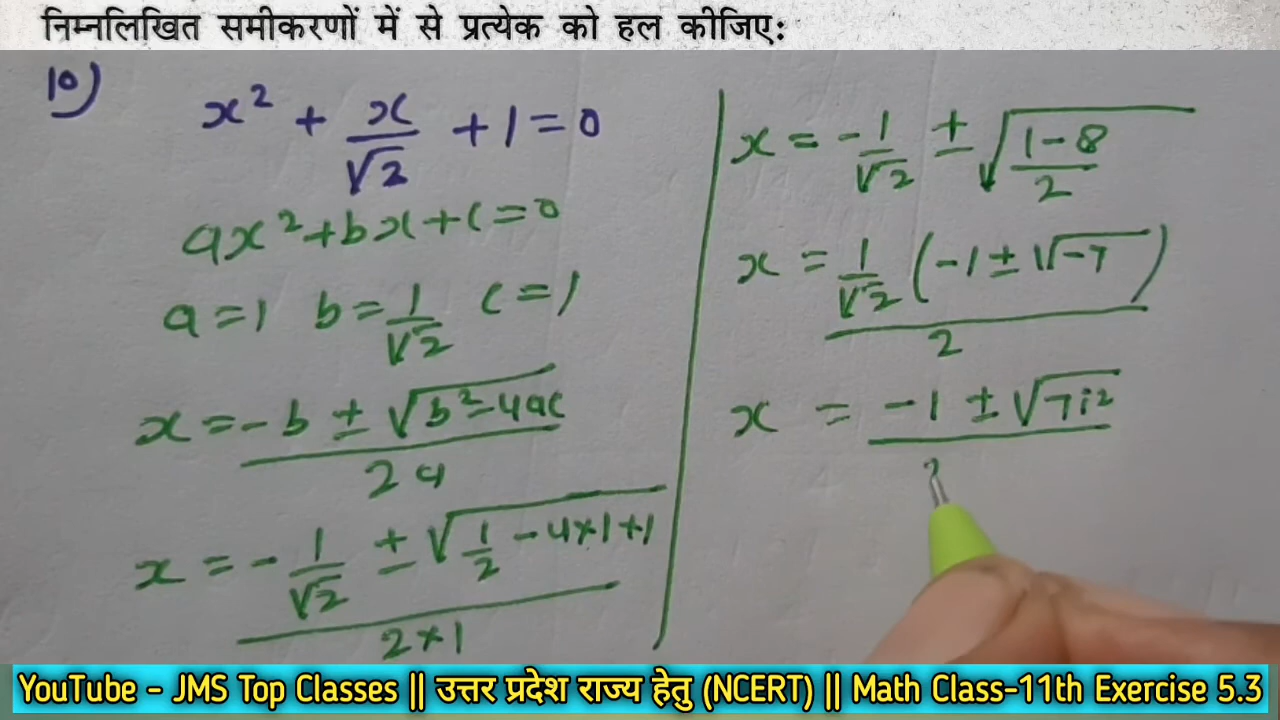 निम्नलिखित समीकरणों में से प्रत्येक को हल कीजिए:
10) x² + x/√2 + 1 = 0
ax² + bx + c = 0
a = 1 b = 1/√2 c = 1
x = -b ± √b² - 4ac / 2a
x = -1/√2 ± √1/2 - 4×1+1 / 2×1
x = -1/√2 ± √1-8/2
x = 1/√2 (-1 ± √-7) / 2
x = -1 ± √7i²
YouTube - JMS Top Classes || उत्तर प्रदेश राज्य हेतु (NCERT) || Math Class-11th Exercise 5.3